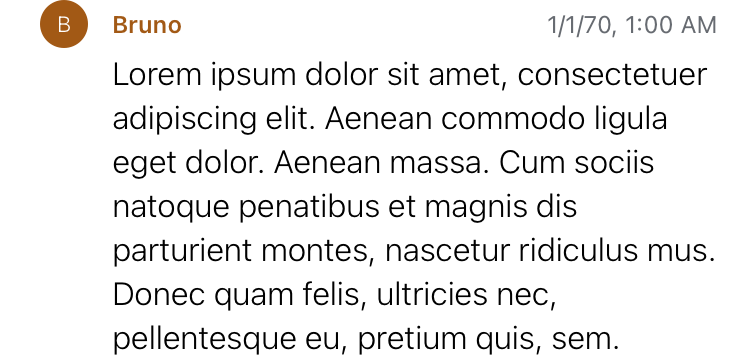 B
Bruno
1/1/70, 1:00 AM
Lorem ipsum dolor sit amet, consectetuer
adipiscing elit. Aenean commodo ligula
eget dolor. Aenean massa. Cum sociis
natoque penatibus et magnis dis
parturient montes, nascetur ridiculus mus.
Donec quam felis, ultricies nec,
pellentesque eu, pretium quis, sem.